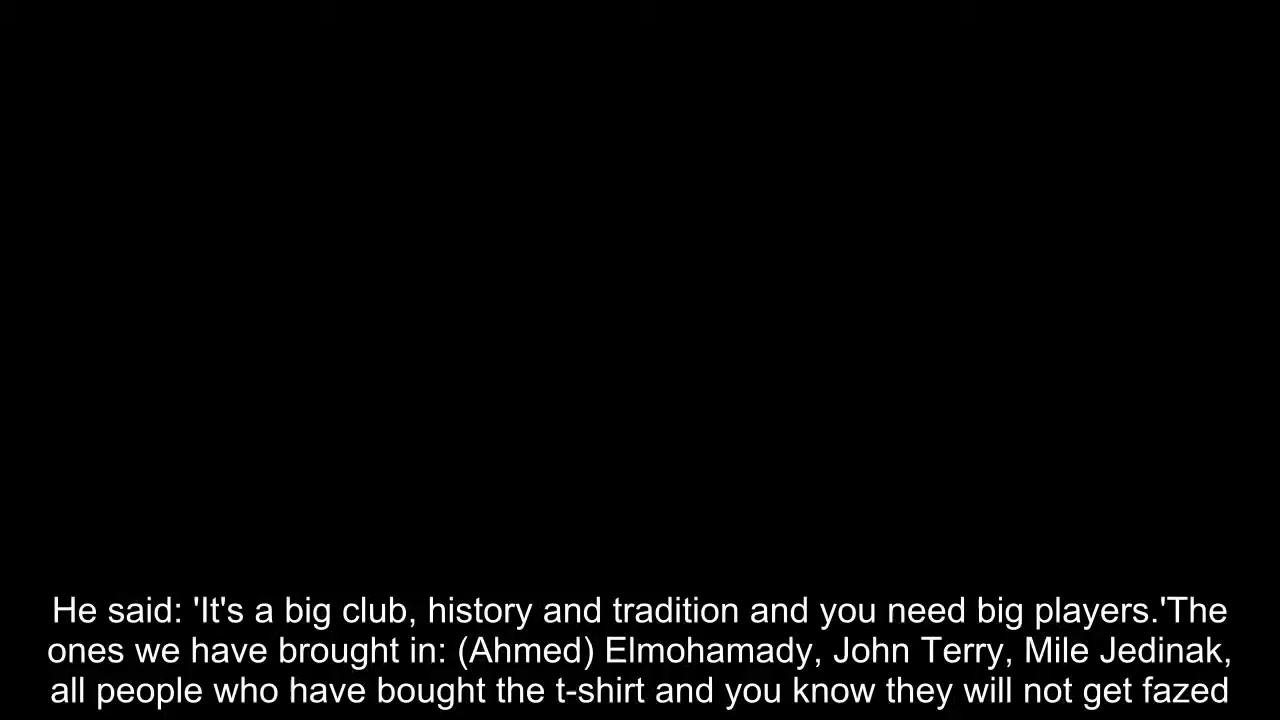 He said: 'It's a big club, history and tradition and you need big players.'The
ones we have brought in: (Ahmed) Elmohamady, John Terry, Mile Jedinak,
all people who have bought the t-shirt and you know they will not get fazed